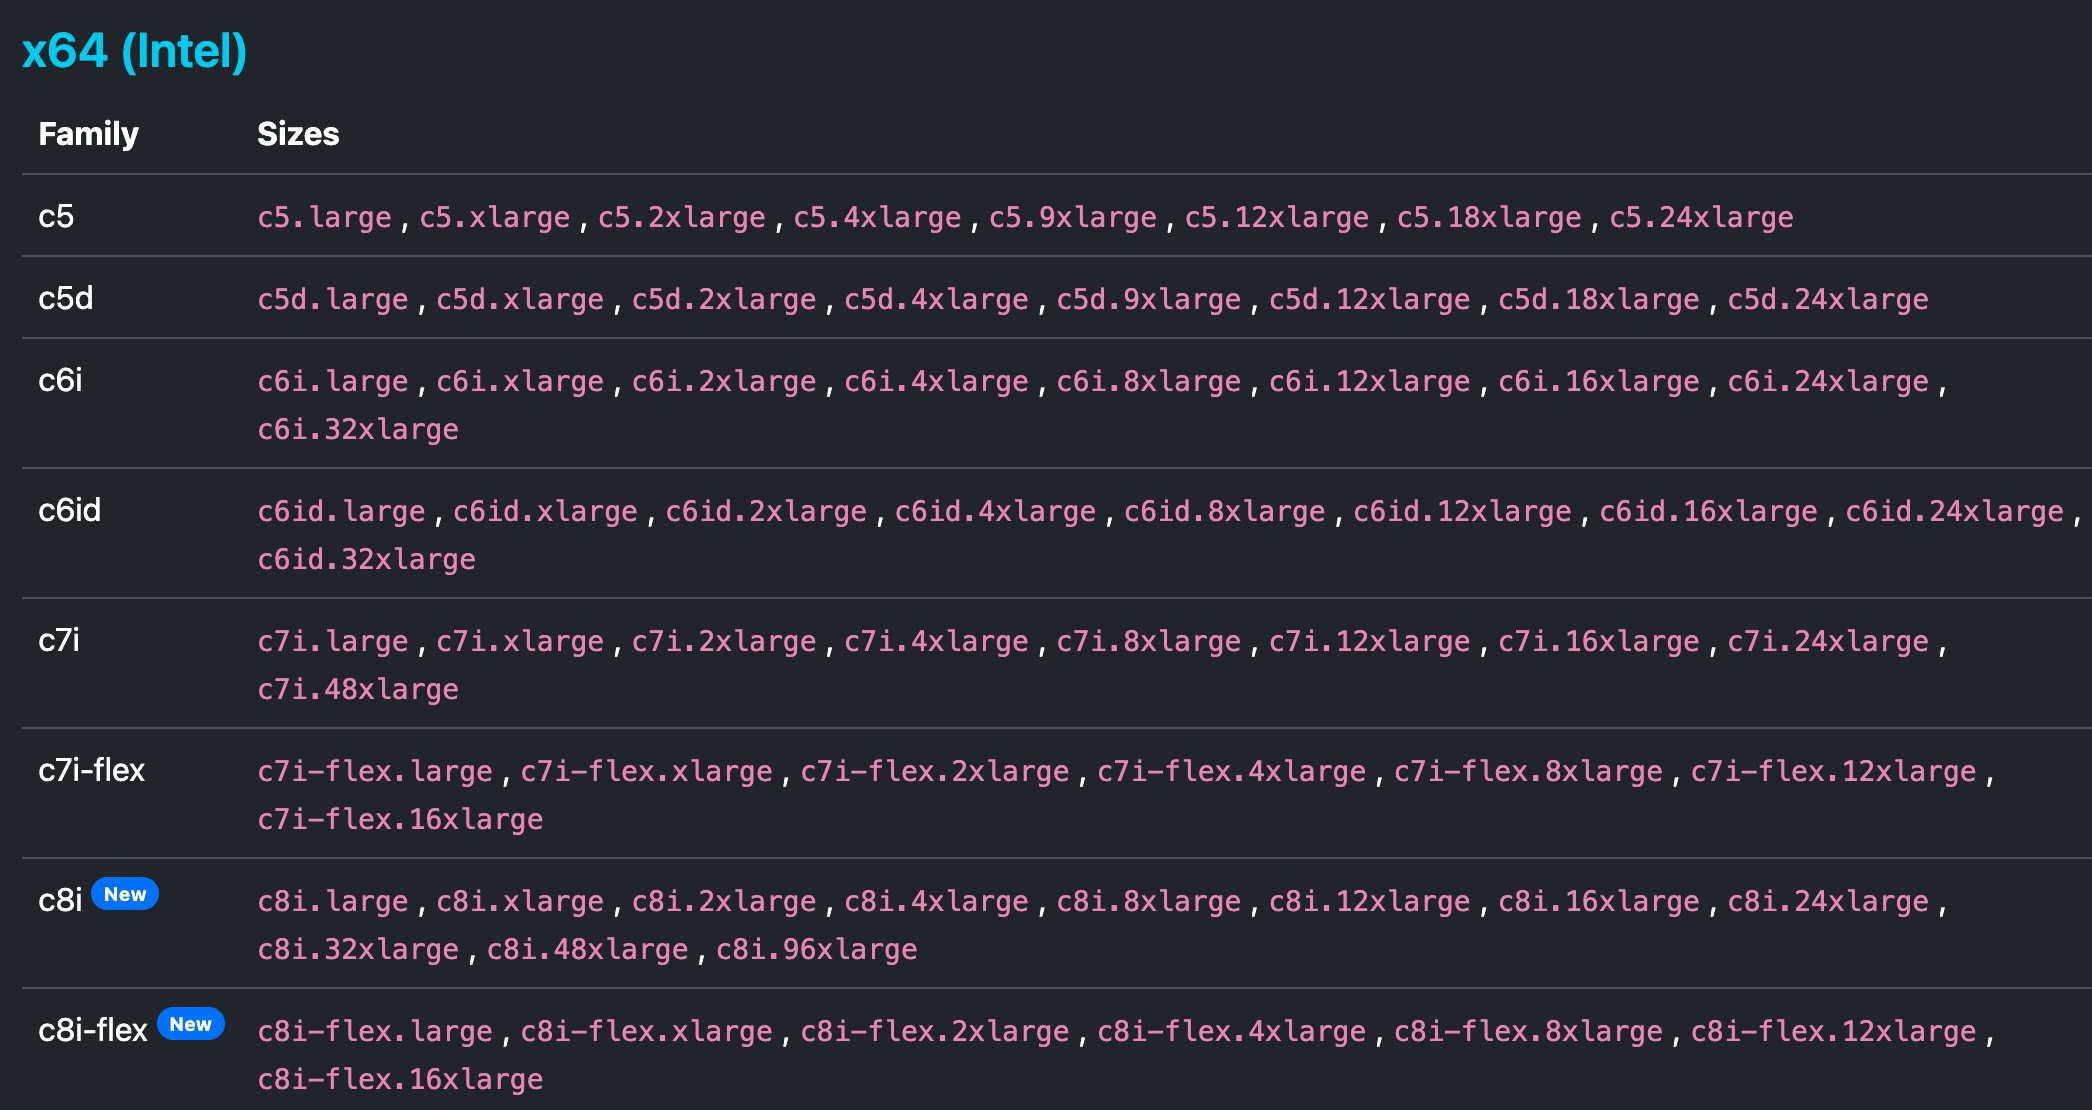 x64 (Intel)
Family Sizes
c5 c5.large , c5.xlarge , c5.2xlarge , c5.4xlarge , c5.9xlarge , c5.12xlarge , c5.18xlarge , c5.24xlarge
c5d c5d.large , c5d.xlarge , c5d.2xlarge , c5d.4xlarge , c5d.9xlarge , c5d.12xlarge , c5d.18xlarge , c5d.24xlarge
c6i c6i.large , c6i.xlarge , c6i.2xlarge , c6i.4xlarge , c6i.8xlarge , c6i.12xlarge , c6i.16xlarge , c6i.24xlarge ,
c6i.32xlarge
c6id c6id.large , c6id.xlarge , c6id.2xlarge , c6id.4xlarge , c6id.8xlarge , c6id.12xlarge , c6id.16xlarge , c6id.24xlarge ,
c6id.32xlarge
c7i c7i.large , c7i.xlarge , c7i.2xlarge , c7i.4xlarge , c7i.8xlarge , c7i.12xlarge , c7i.16xlarge , c7i.24xlarge ,
c7i.48xlarge
c7i-flex c7i-flex.large , c7i-flex.xlarge , c7i-flex.2xlarge , c7i-flex.4xlarge , c7i-flex.8xlarge , c7i-flex.12xlarge ,
c7i-flex.16xlarge
c8i New c8i.large , c8i.xlarge , c8i.2xlarge , c8i.4xlarge , c8i.8xlarge , c8i.12xlarge , c8i.16xlarge , c8i.24xlarge ,
c8i.32xlarge , c8i.48xlarge , c8i.96xlarge
c8i-flex New c8i-flex.large , c8i-flex.xlarge , c8i-flex.2xlarge , c8i-flex.4xlarge , c8i-flex.8xlarge , c8i-flex.12xlarge ,
c8i-flex.16xlarge